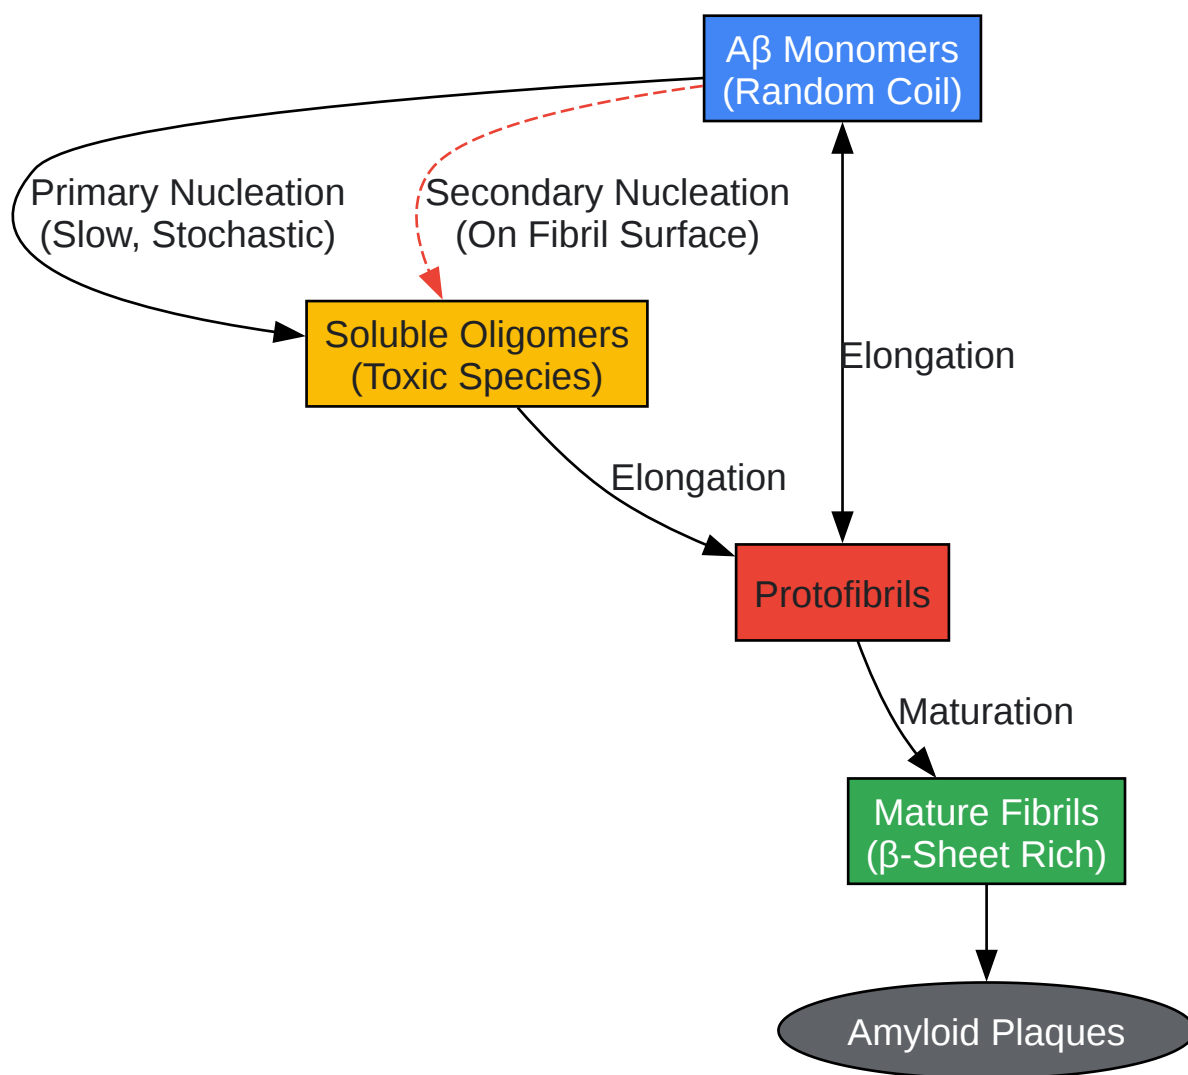 Aβ Monomers
(Random Coil)
Primary Nucleation
(Slow, Stochastic)
Secondary Nucleation
(On Fibril Surface)
Soluble Oligomers
(Toxic Species)
Elongation
Elongation
Protofibrils
Maturation
Mature Fibrils
(β-Sheet Rich)
Amyloid Plaques